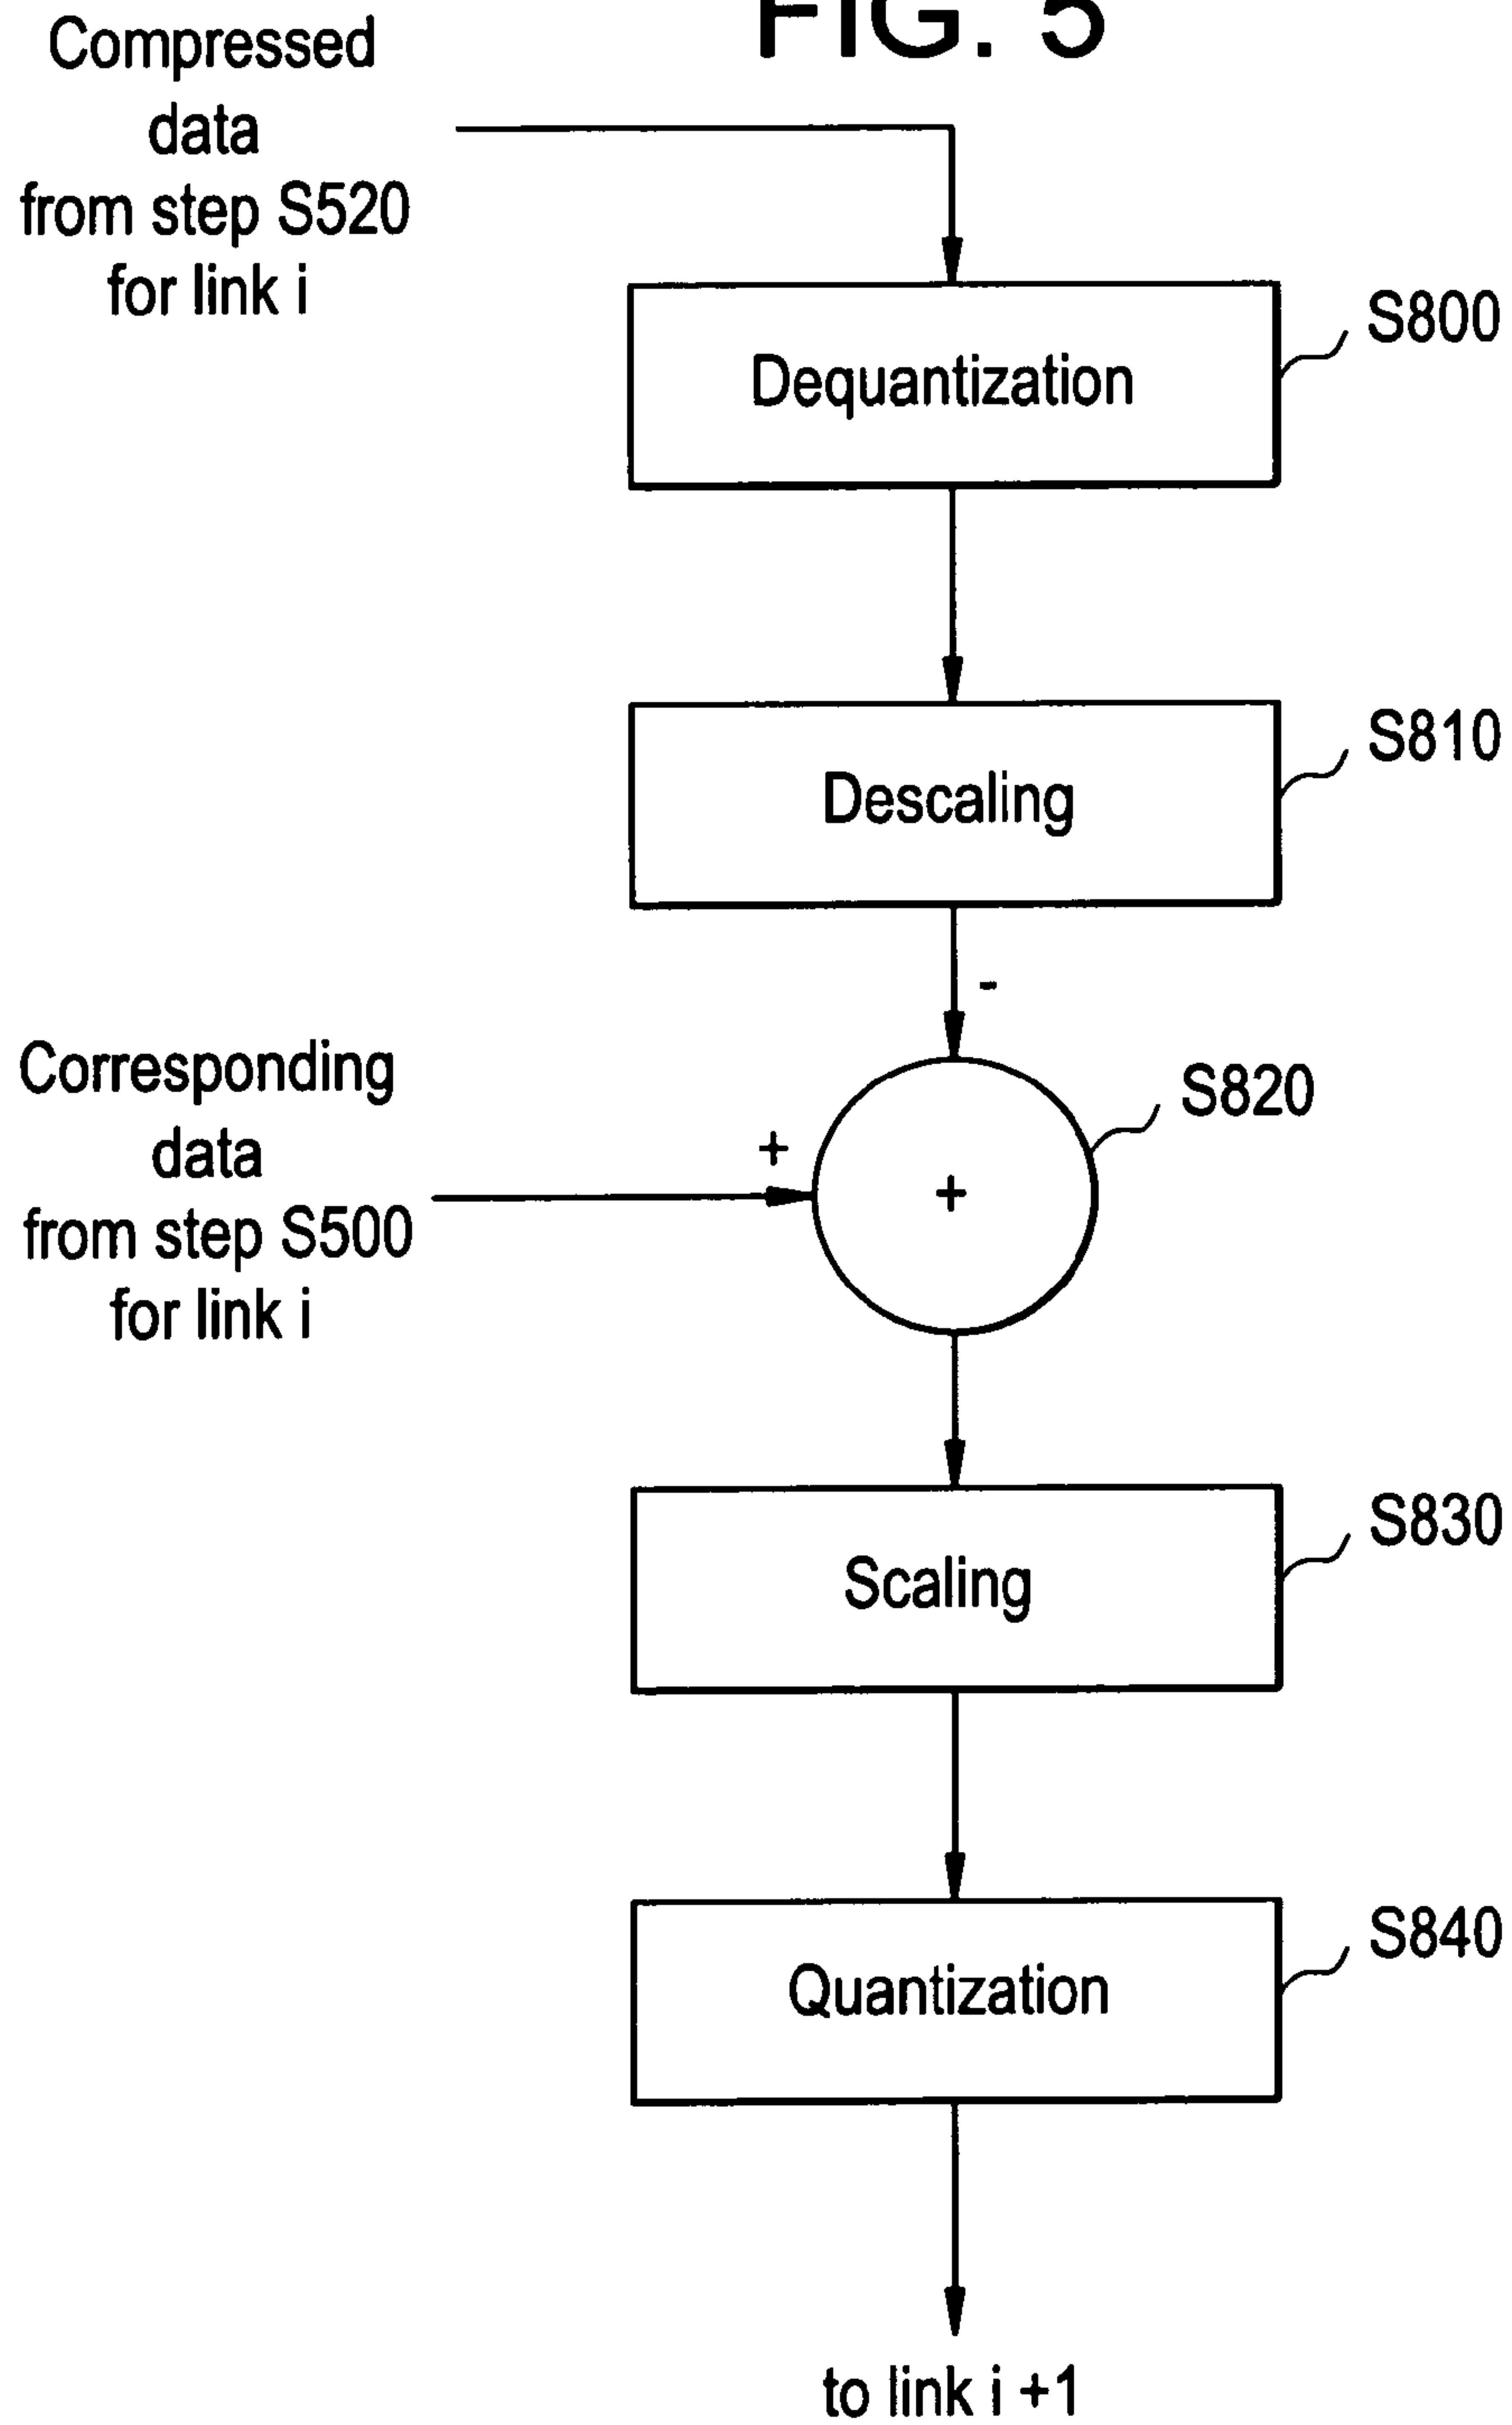 FIG. 5
Compressed
data
from step S520
for link i
S800
Dequantization
S810
Descaling
-
Corresponding
data
from step S500
for link i
+
S820
+
S830
Scaling
S840
Quantization
to link i +1